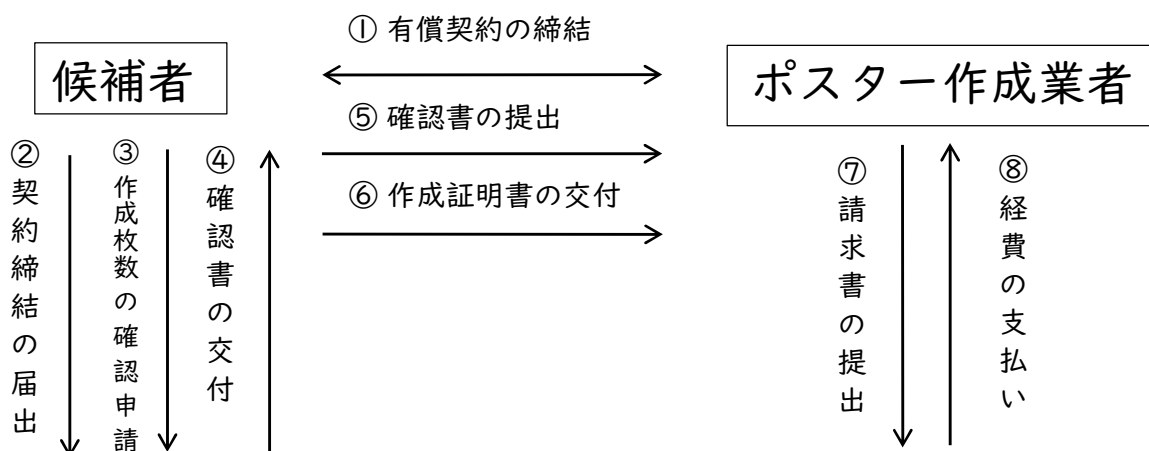 ① 有償契約の締結
候補者
ポスター作成業者
⑤ 確認書の提出
⑥ 作成証明書の交付
②契約締結の届出
③作成枚数の確認申請
④確認書の交付
⑦請求書の提出
⑧経費の支払い